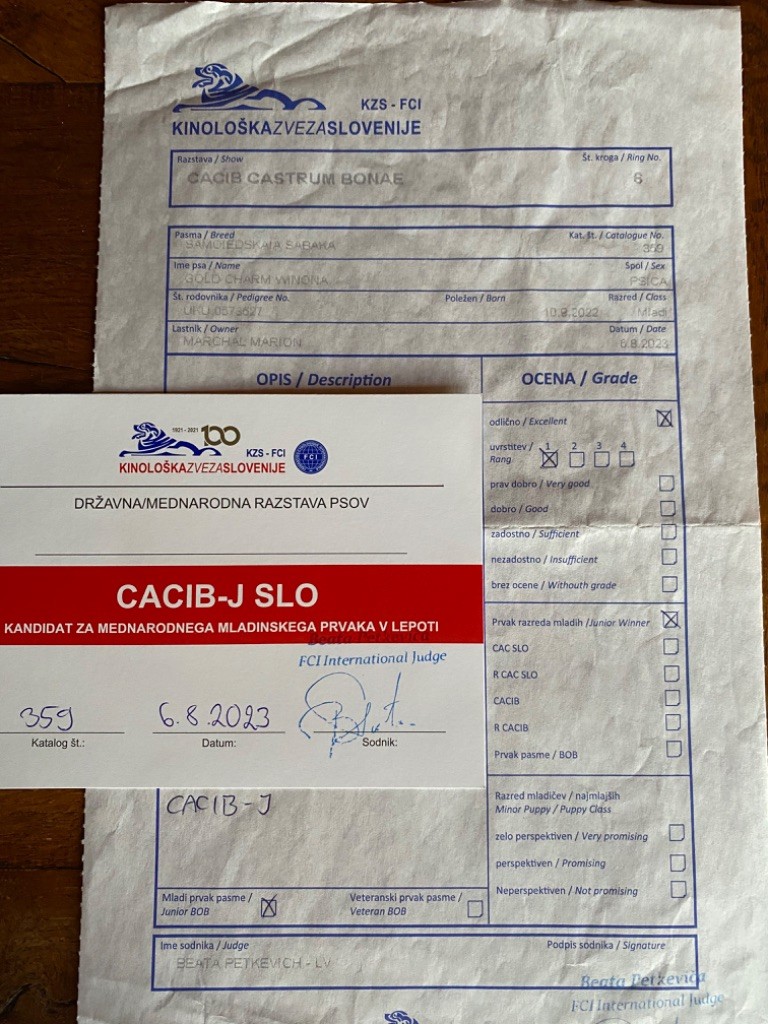 KZS - FCI
KINOLOŠKAZVEZASLOVENIJE
Razstava / Show
Št. kroga / Ring No.
CACIB CASTRUM BONAE
6
Pasma / Breed
Kat. št. / Catalogue No.
SAMOIEDSKAIA SABAKA
359
Ime psa / Name
Spol / Sex
GOLD CHARM WINONA
PSICA
Št. rodovnika / Pedigree No.
Poležen / Born
Razred / Class
10.8.2022
Mladi
Lastnik / Owner
Datum / Date
MARCHAL MARION
6.8.2023
OPIS / Description
OCENA / Grade
odlično / Excellent
uvrstitev / Rang
1 2 3 4
prav dobro / Very good
dobro / Good
zadostno / Sufficient
nezadostno / Insufficient
brez ocene / Withouth grade
Prvak razreda mladih /Junior Winner
CAC SLO
R CAC SLO
CACIB
R CACIB
Prvak pasme / BOB
Razred mladičev / najmlajših
Minor Puppy / Puppy Class
zelo perspektiven / Very promising
perspektiven / Promising
Neperspektiven / Not promising
1921 - 2021 100
KZS - FCI
FCI
KINOLOŠKAZVEZASLOVENIJE
DRŽAVNA/MEDNARODNA RAZSTAVA PSOV
CACIB-J SLO
KANDIDAT ZA MEDNARODNEGA MLADINSKEGA PRVAKA V LEPOTI
Beata Petkeviča
FCI International Judge
359
6.8.2023
Katalog št.:
Datum:
Sodnik:
CACIB-J
Mladi prvak pasme /
Junior BOB
Veteranski prvak pasme /
Veteran BOB
Ime sodnika / Judge
Podpis sodnika / Signature
BEATA PETKEVICH - LV
Beata Petkeviča
FCI International Judge